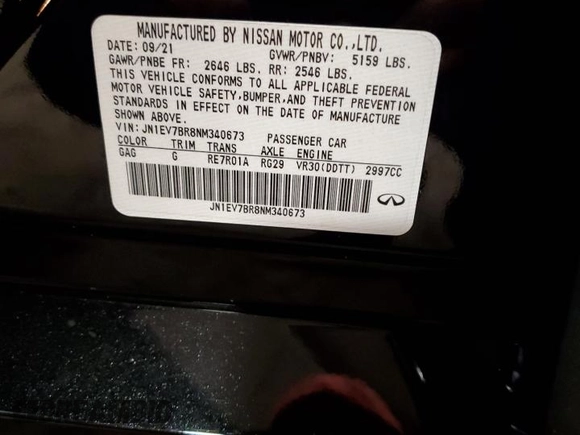 MANUFACTURED BY NISSAN MOTOR CO.,LTD.
DATE: 09/21 GVWR/PNBV: 5159 LBS.
GAWR/PNBE FR: 2646 LBS. RR: 2546 LBS.
THIS VEHICLE CONFORMS TO ALL APPLICABLE FEDERAL
MOTOR VEHICLE SAFETY,BUMPER,AND THEFT PREVENTION
STANDARDS IN EFFECT ON THE DATE OF MANUFACTURE
SHOWN ABOVE.
VIN: JN1EV7BR8NM340673 PASSENGER CAR
COLOR TRIM TRANS AXLE ENGINE
GAG G RE7R01A RG29 VR30(DDTT) 2997CC
JN1EV7BR8NM340673